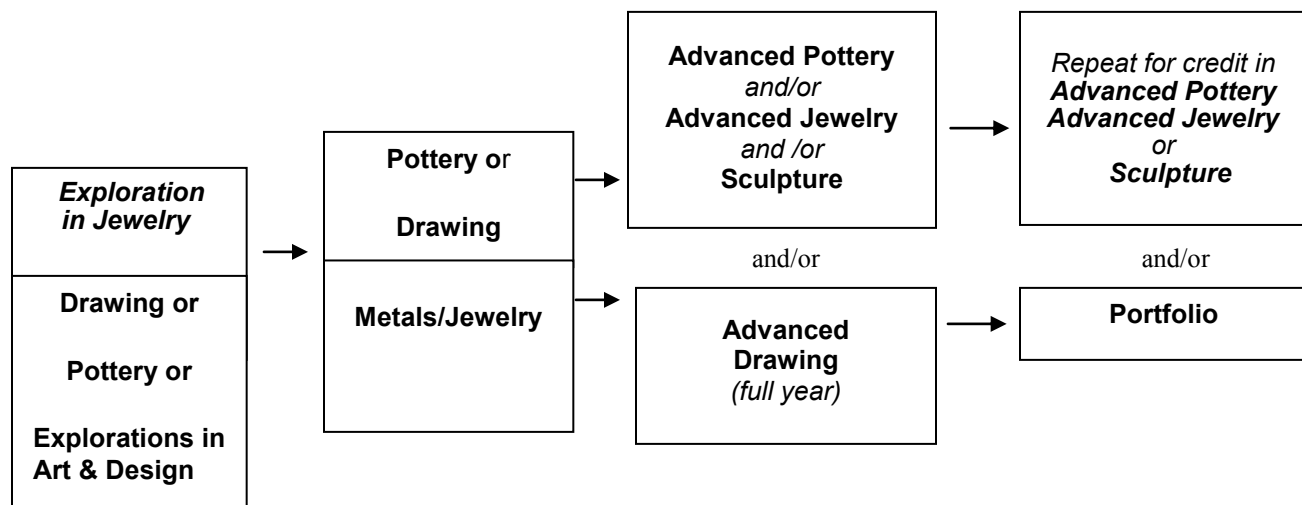 Exploration
in Jewelry
Drawing or
Pottery or
Explorations in
Art & Design
Pottery or
Drawing
Metals/Jewelry
Advanced Pottery
and/or
Advanced Jewelry
and /or
Sculpture
and/or
Advanced
Drawing
(full year)
Repeat for credit in
Advanced Pottery
Advanced Jewelry
or
Sculpture
and/or
Portfolio